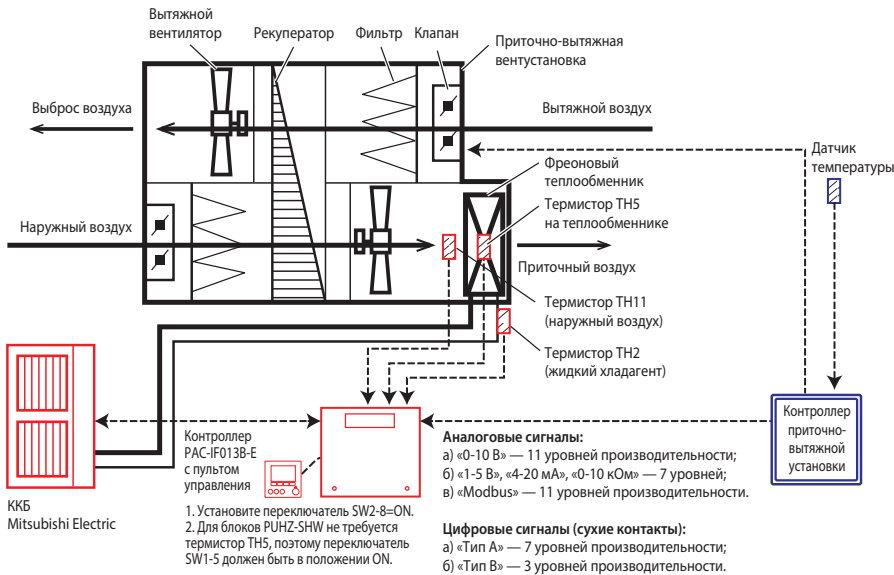 Вытяжной
вентилятор
Рекуператор
Фильтр
Клапан
Приточно-вытяжная
вентустановка
Выброс воздуха
Вытяжной воздух
Датчик
температуры
Фреоновый
теплообменник
Наружный воздух
Термистор TH5
на теплообменнике
Приточный воздух
Термистор TH11
(наружный воздух)
Термистор TH2
(жидкий хладагент)
ККБ
Mitsubishi Electric
Контроллер
PAC-IF013B-E
с пультом
управления
1. Установите переключатель SW2-8=ON.
2. Для блоков PUHZ-SHW не требуется
термистор TH5, поэтому переключатель
SW1-5 должен быть в положении ON.
Аналоговые сигналы:
а) «0-10 В» — 11 уровней производительности;
б) «1-5 В», «4-20 мА», «0-10 кОм» — 7 уровней;
в) «Modbus» — 11 уровней производительности.
Цифровые сигналы (сухие контакты):
а) «Тип А» — 7 уровней производительности;
б) «Тип В» — 3 уровней производительности.
Контроллер
приточно-
вытяжной
установки